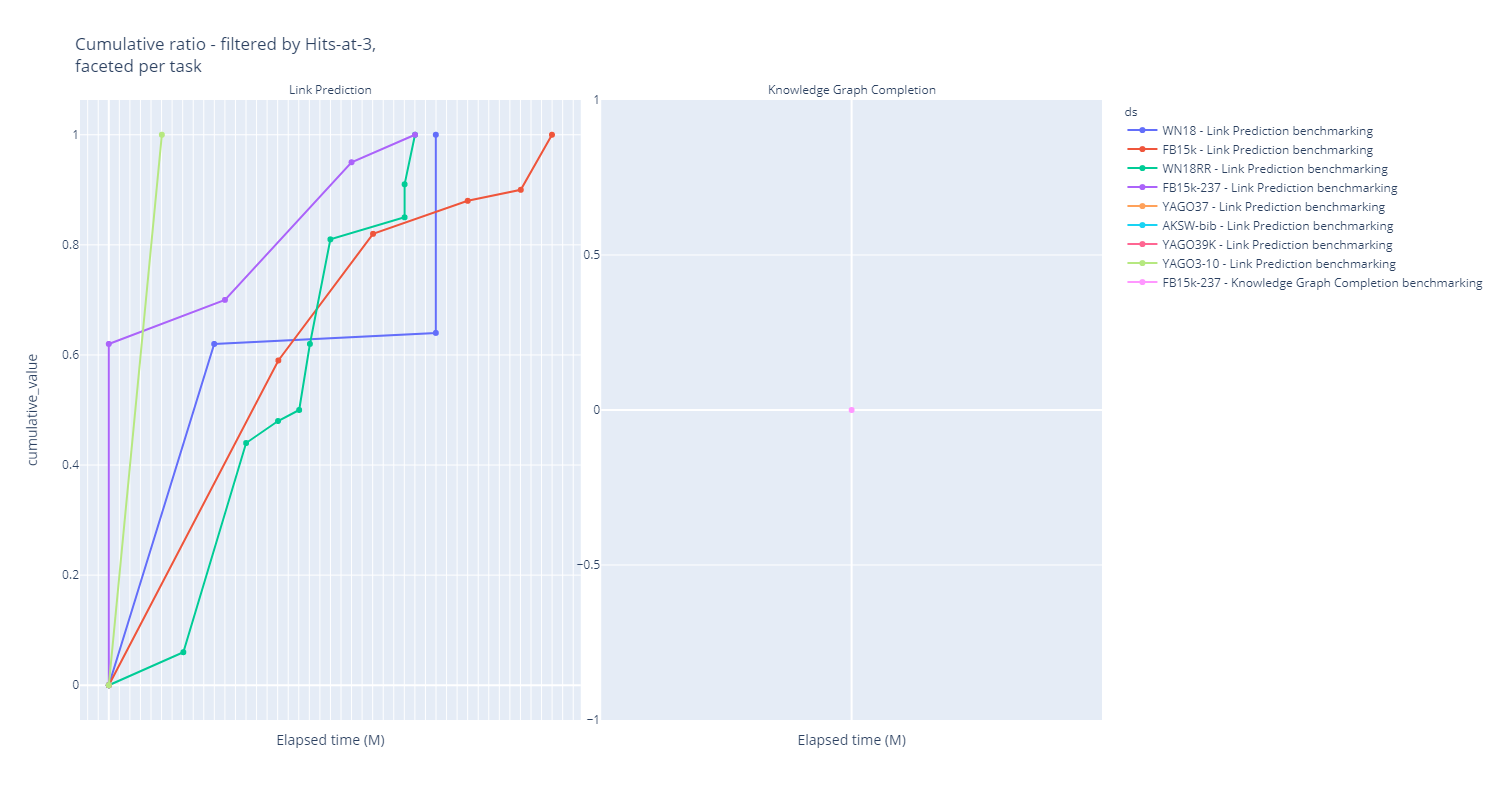 Cumulative ratio - filtered by Hits-at-3,
faceted per task
Link Prediction
Knowledge Graph Completion
1
0.8
0.6
0.4
0.2
0
cumulative_value
Elapsed time (M)
1
0.5
0
−0.5
−1
Elapsed time (M)
ds
WN18 - Link Prediction benchmarking
FB15k - Link Prediction benchmarking
WN18RR - Link Prediction benchmarking
FB15k-237 - Link Prediction benchmarking
YAGO37 - Link Prediction benchmarking
AKSW-bib - Link Prediction benchmarking
YAGO39K - Link Prediction benchmarking
YAGO3-10 - Link Prediction benchmarking
FB15k-237 - Knowledge Graph Completion benchmarking